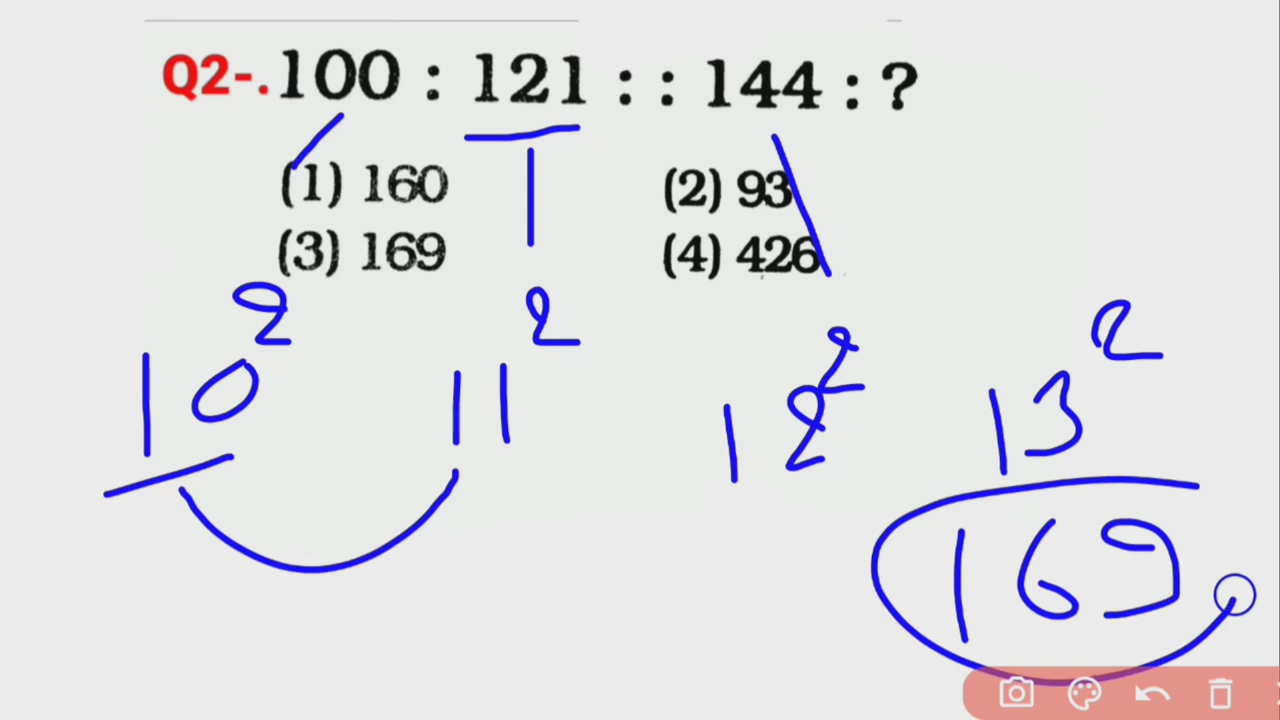 Q2-. 100 : 121 : : 144 : ?
(1) 160 (2) 93
(3) 169 (4) 426
10² 11² 12² 13²
169